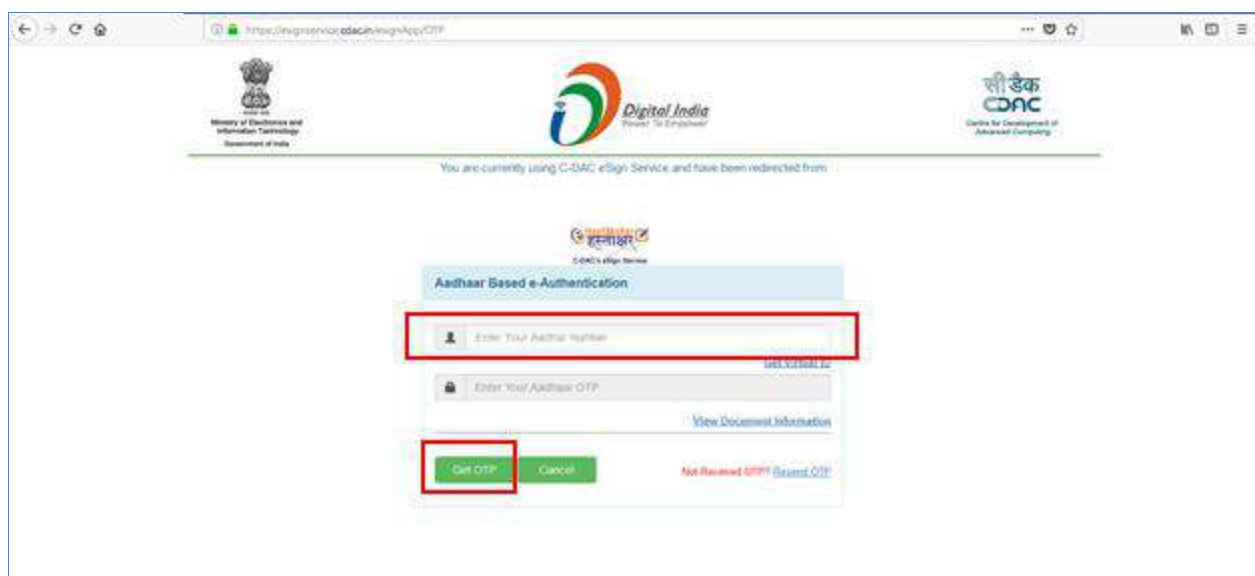 https://esignservice.cdac.in/esignApp/OTP
Ministry of Electronics and
Information Technology
Government of India
Digital India
Power To Empower
सी डैक
CDAC
Centre for Development of
Advanced Computing
You are currently using C-DAC eSign Service and have been redirected from
हस्ताक्षर
C-DAC's eSign Service
Aadhaar Based e-Authentication
Enter Your Aadhar Number
Get Virtual ID
Enter Your Aadhaar OTP
View Document Information
Get OTP
Cancel
Not Received OTP? Resend OTP